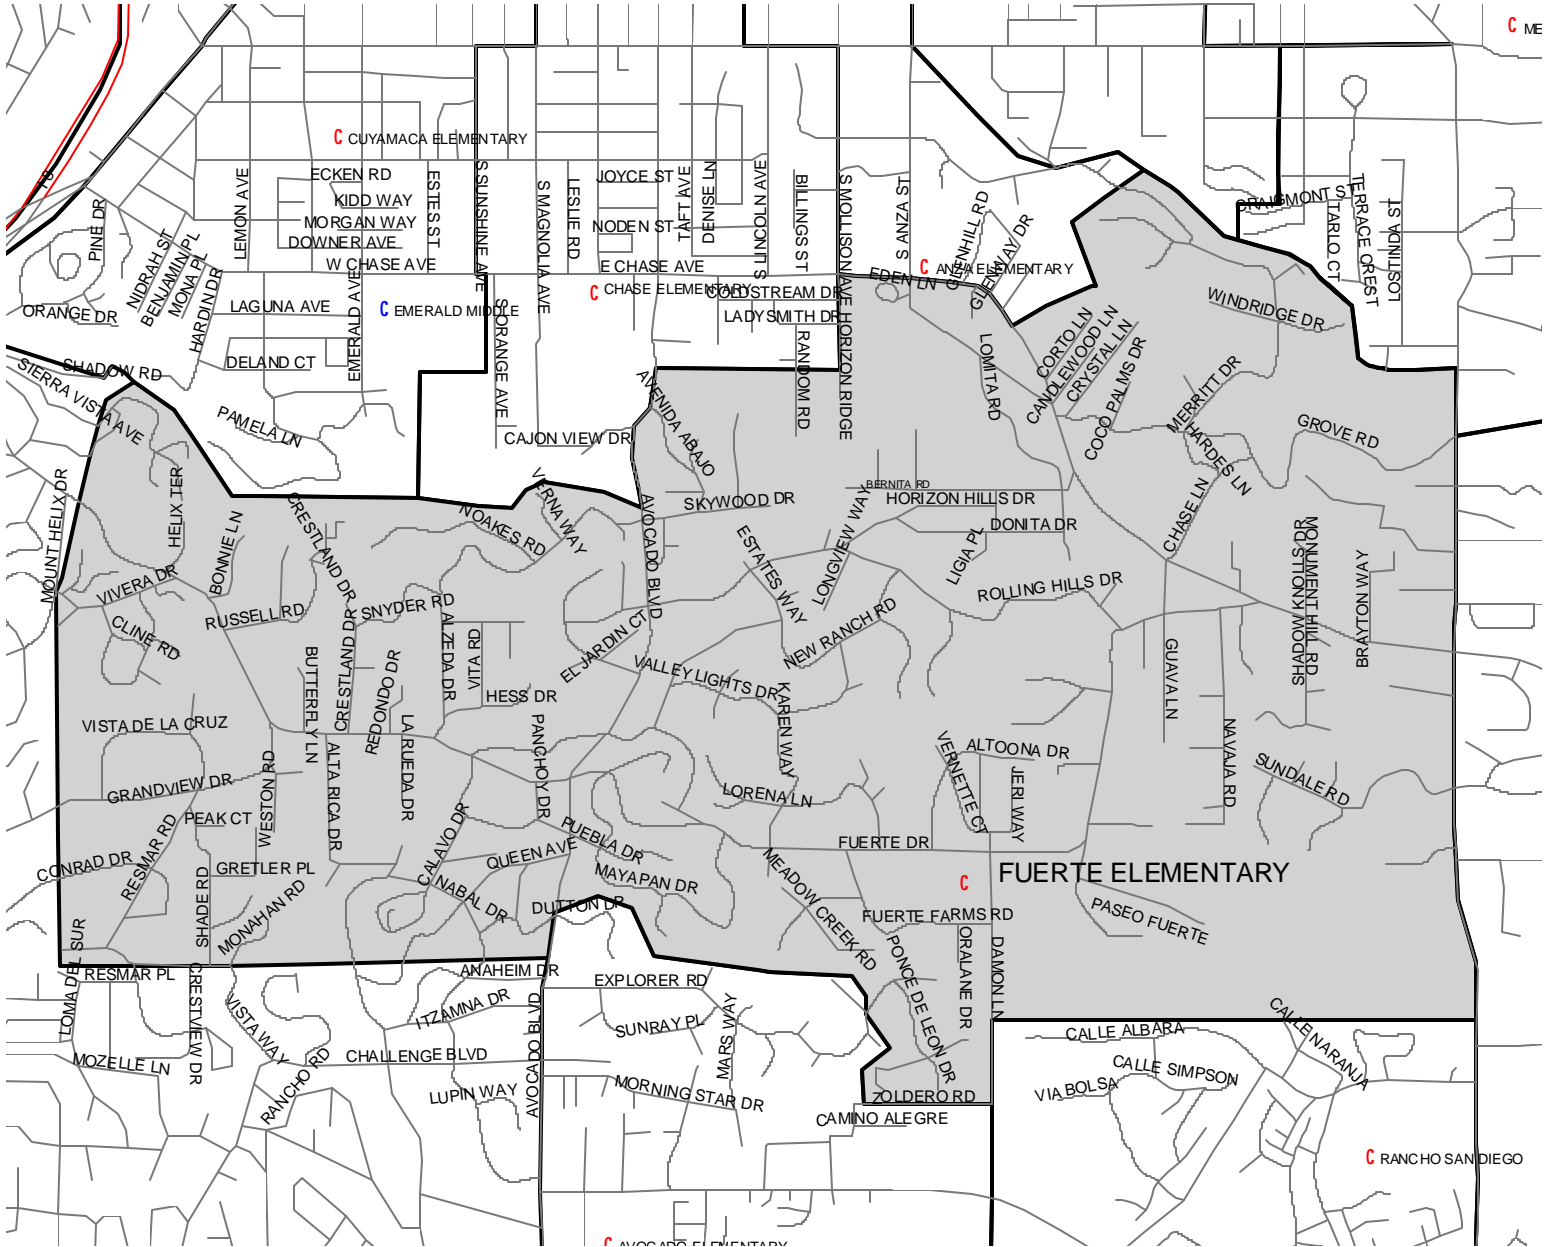 ME
CUYAMACA ELEMENTARY
ECKEN RD
KIDD WAY
MORGAN WAY
DOWNER AVE
W CHASE AVE
LEMON AVE
ESTES ST
S SUNSHINE AVE
S MAGNOLIA AVE
LESLIE RD
JOYCE ST
NODEN ST
TAFT AVE
DENISE LN
E CHASE AVE
S LINCOLN AVE
BILLINGS ST
S MOLLISON AVE
S ANZA ST
GLENHILL RD
GLENWAY DR
ANZA ELEMENTARY
EDEN LN
CRAIGMONT ST
TERRACE CREST
TARLO CT
LOSTINDA ST
PINE DR
NIDRAH ST
BENJAMIN PL
MONA PL
HARDIN DR
ORANGE DR
LAGUNA AVE
EMERALD AVE
EMERALD MIDDLE
CHASE ELEMENTARY
COLDSTREAM DR
LADYSMITH DR
S ORANGE AVE
RANDOM RD
HORIZON RIDGE
LOMITA RD
CORTO LN
CANDLEWOOD LN
CRYSTAL LN
COCO PALMS DR
WINDRIDGE DR
MERRITT DR
HARDES LN
GROVE RD
SHADOW RD
SIERRA VISTA AVE
DELAND CT
PAMELA LN
CAJON VIEW DR
AVENIDA ABAJO
MOUNT HELIX DR
HELIX TER
BONNIE LN
CRESTLAND DR
NOAKES RD
VERNA WAY
AVOCADO BLVD
SKYWOOD DR
ESTATES WAY
LONGVIEW WAY
BERNITA RD
HORIZON HILLS DR
DONITA DR
LIGIA PL
CHASE LN
ROLLING HILLS DR
SHADOW KNOLLS DR
MONUMENT HILL RD
BRAYTON WAY
VIVERA DR
CLINE RD
RUSSELL RD
SNYDER RD
CRESTLAND DR
BUTTERFLY LN
REDONDO DR
ALZEDA DR
VITA RD
HESS DR
EL JARDIN CT
VALLEY LIGHTS DR
NEW RANCH RD
KAREN WAY
GUAVA LN
NAVAJA RD
VISTA DE LA CRUZ
GRANDVIEW DR
WESTON RD
ALTA RICA DR
LA RUEDA DR
PANCHOY DR
LORENA LN
VERNETTE CT
ALTOONA DR
JERI WAY
SUNDALE RD
PEAK CT
RESMAR RD
CALAVO DR
QUEEN AVE
PUEBLA DR
MAYAPAN DR
FUERTE DR
FUERTE ELEMENTARY
CONRAD DR
GRETLER PL
SHADE RD
MONAHAN RD
NABAL DR
DUTTON DR
MEADOW CREEK RD
FUERTE FARMS RD
PASEO FUERTE
PONCE DE LEON DR
ORALANE DR
DAMON LN
LOMA DEL SUR
RESMAR PL
CRESTVIEW DR
VISTA WAY
ANAHEIM DR
ITZAMNA DR
AVOCADO BLVD
EXPLORER RD
SUNRAY PL
MARS WAY
CALLE ALBARA
CALLE NARANJA
MOZELLE LN
RANCHO RD
CHALLENGE BLVD
LUPIN WAY
MORNING STAR DR
ZOLDERO RD
CAMINO ALEGRE
VIA BOLSA
CALLE SIMPSON
RANCHO SAN DIEGO
AVOCADO ELEMENTARY